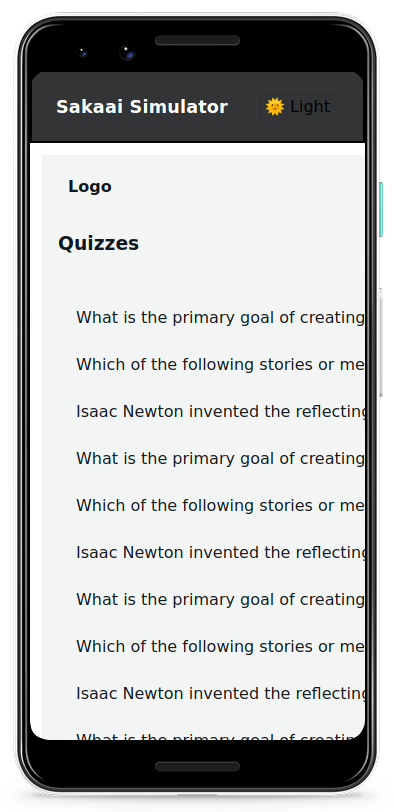 Sakaai Simulator
🌞 Light
Logo
Quizzes
What is the primary goal of creating
Which of the following stories or me
Isaac Newton invented the reflecting
What is the primary goal of creating
Which of the following stories or me
Isaac Newton invented the reflecting
What is the primary goal of creating
Which of the following stories or me
Isaac Newton invented the reflecting
What is the primary goal of creating